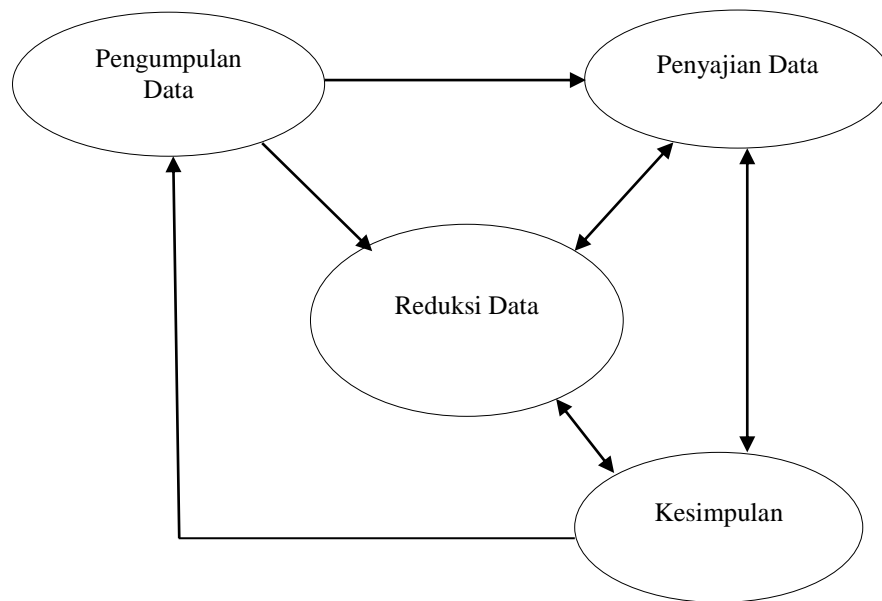 Pengumpulan
Data
Penyajian Data
Reduksi Data
Kesimpulan